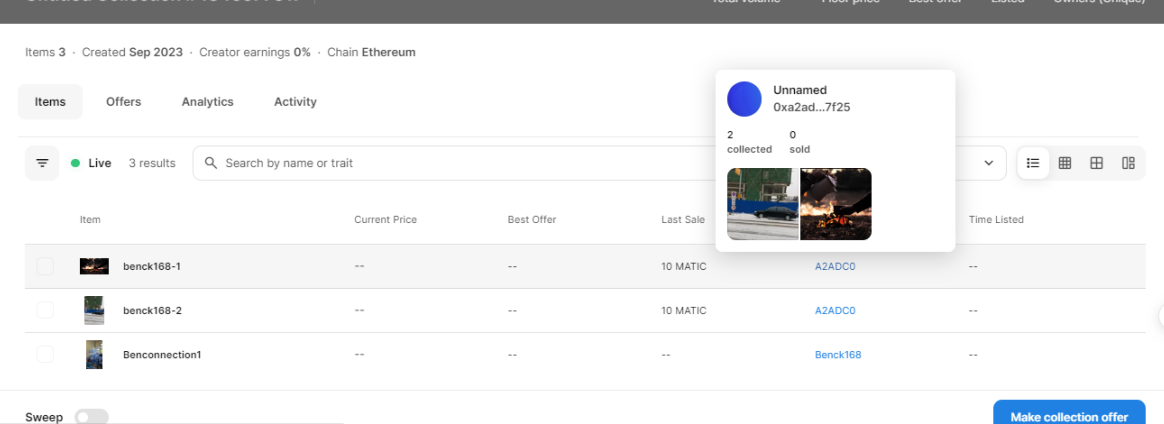 Total volume Floor price Best offer Listed Owners (Unique)
Items 3 · Created Sep 2023 · Creator earnings 0% · Chain Ethereum
Unnamed
0xa2ad...7f25
2 0
collected sold
Items Offers Analytics Activity
Live 3 results Search by name or trait
Item Current Price Best Offer Last Sale Time Listed
benck168-1 -- -- 10 MATIC A2ADC0 --
benck168-2 -- -- 10 MATIC A2ADC0 --
Benconnection1 -- -- -- Benck168 --
Sweep Make collection offer